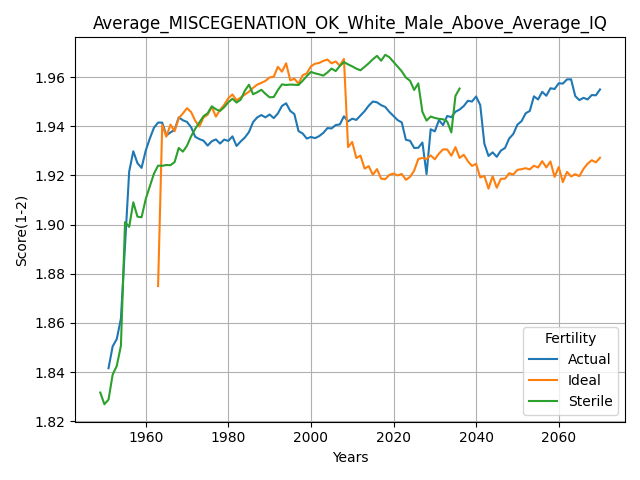 Average_MISCEGENATION_OK_White_Male_Above_Average_IQ
Score(1-2)
1.96
1.94
1.92
1.90
1.88
1.86
1.84
1.82
1960
1980
2000
2020
2040
2060
Years
Fertility
Actual
Ideal
Sterile